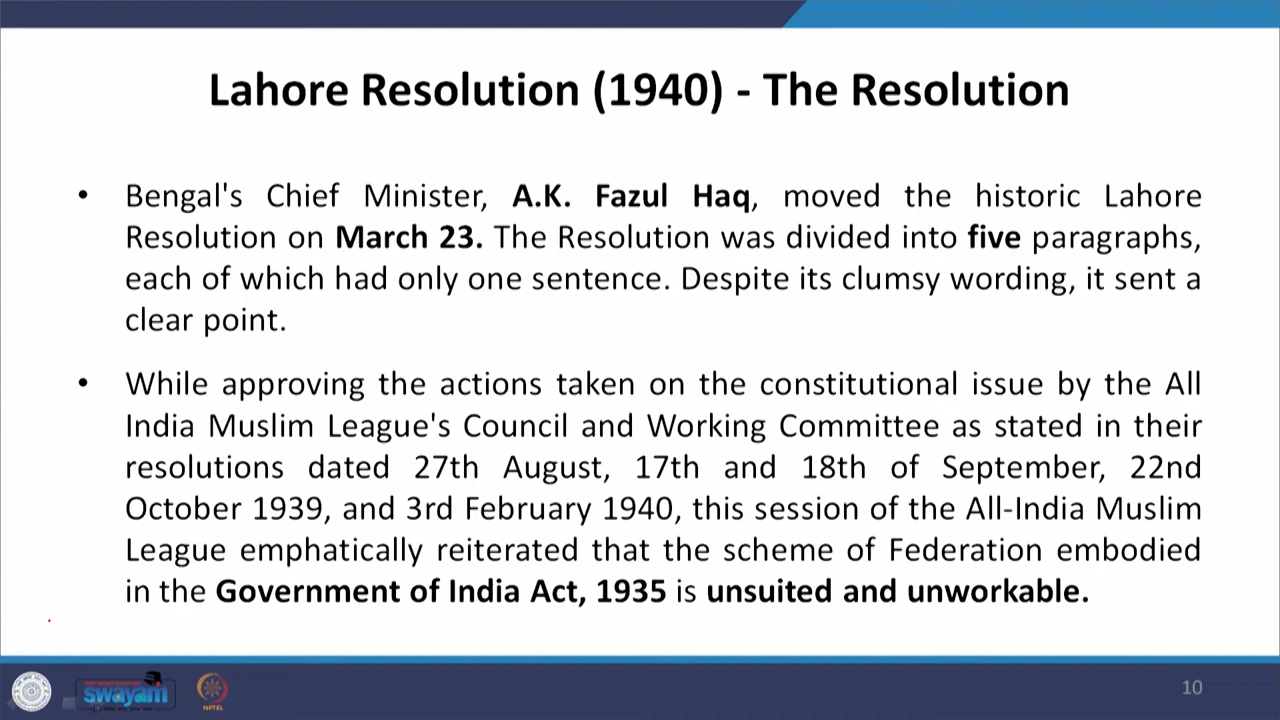 Lahore Resolution (1940) - The Resolution
• Bengal's Chief Minister, A.K. Fazul Haq, moved the historic Lahore
Resolution on March 23. The Resolution was divided into five paragraphs,
each of which had only one sentence. Despite its clumsy wording, it sent a
clear point.
• While approving the actions taken on the constitutional issue by the All
India Muslim League's Council and Working Committee as stated in their
resolutions dated 27th August, 17th and 18th of September, 22nd
October 1939, and 3rd February 1940, this session of the All-India Muslim
League emphatically reiterated that the scheme of Federation embodied
in the Government of India Act, 1935 is unsuited and unworkable.
swayam
NPTEL
10